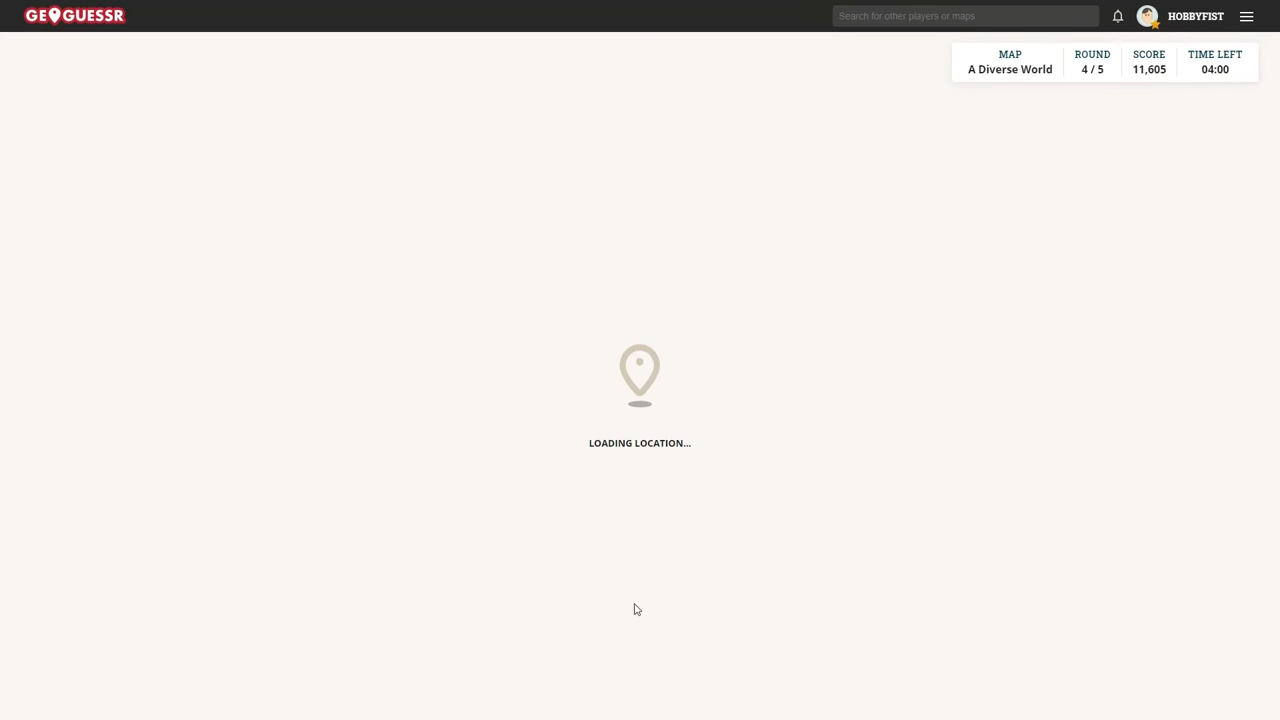 GEOGUESSR
Search for other players or maps
HOBBYFIST
MAP ROUND SCORE TIME LEFT
A Diverse World 4 / 5 11,605 04:00
LOADING LOCATION...